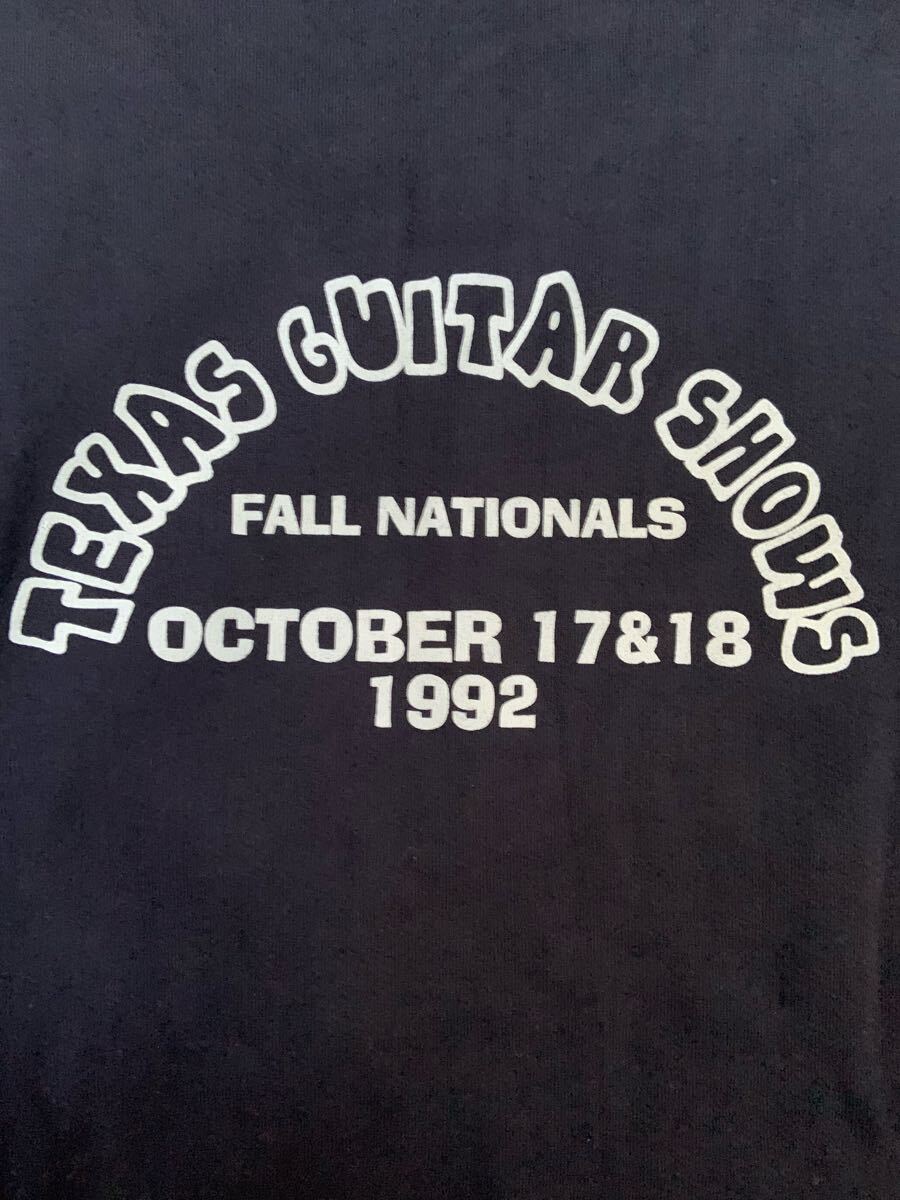 TEXAS GUITAR SHOWS
FALL NATIONALS
OCTOBER 17&18
1992